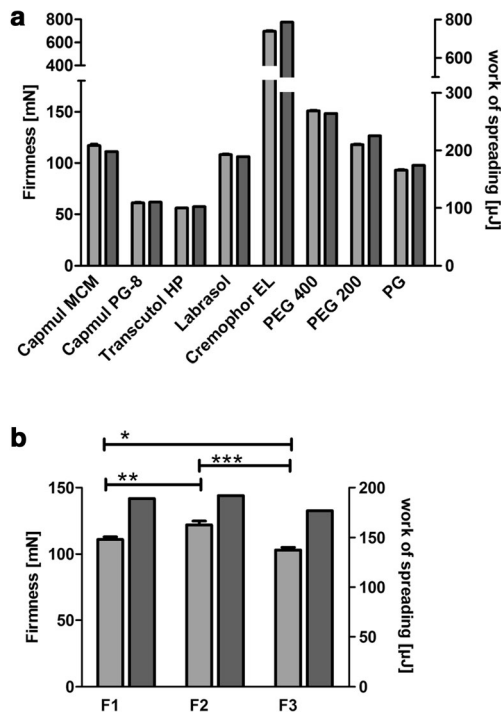 a
Firmness [mN]
800
600
400
150
100
50
0
800
600
300
200
100
0
work of spreading [µJ]
Capmul MCM
Capmul PG-8
Transcutol HP
Labrasol
Cremophor EL
PEG 400
PEG 200
PG
b
*
**
***
Firmness [mN]
150
100
50
0
200
150
100
50
0
work of spreading [µJ]
F1 F2 F3